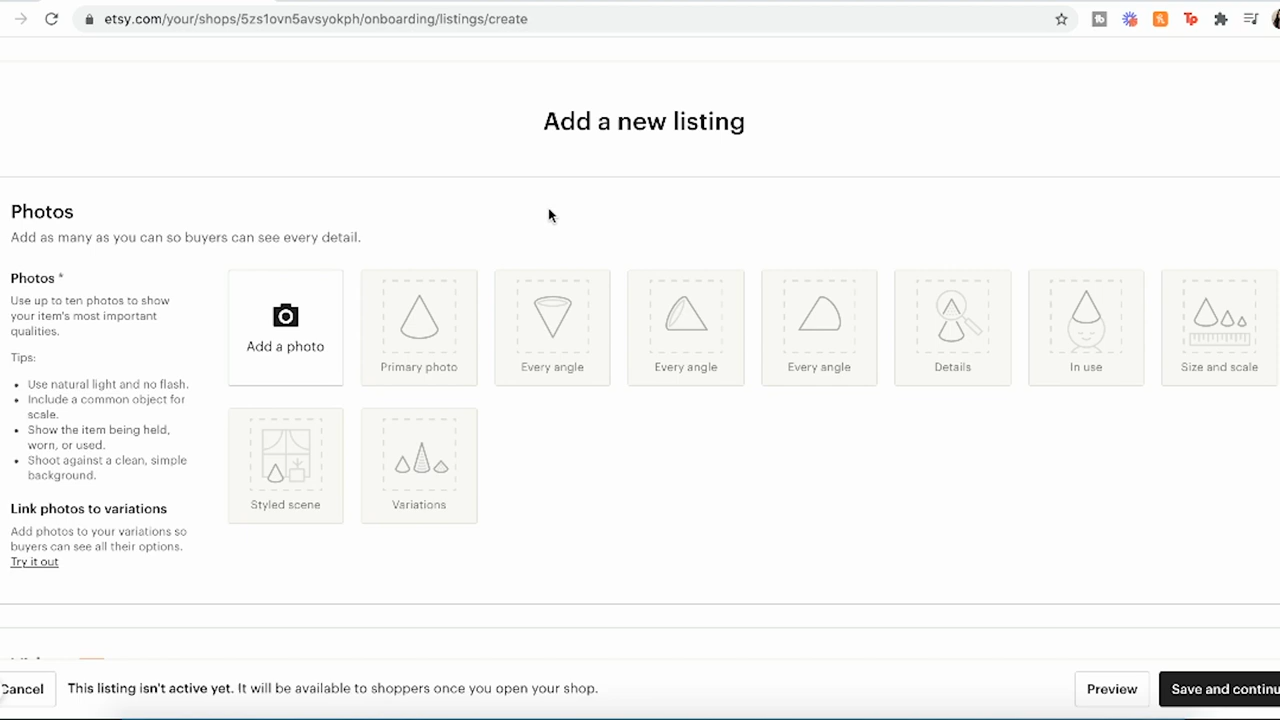 etsy.com/your/shops/5zs1ovn5avsyokph/onboarding/listings/create
Tp
Add a new listing
Photos
Add as many as you can so buyers can see every detail.
Photos *
Use up to ten photos to show
your item's most important
qualities.
Tips:
• Use natural light and no flash.
• Include a common object for
scale.
• Show the item being held,
worn, or used.
• Shoot against a clean, simple
background.
Link photos to variations
Add photos to your variations so
buyers can see all their options.
Try it out
Add a photo
Primary photo
Every angle
Every angle
Every angle
Details
In use
Size and scale
Styled scene
Variations
Cancel
This listing isn't active yet. It will be available to shoppers once you open your shop.
Preview
Save and continu